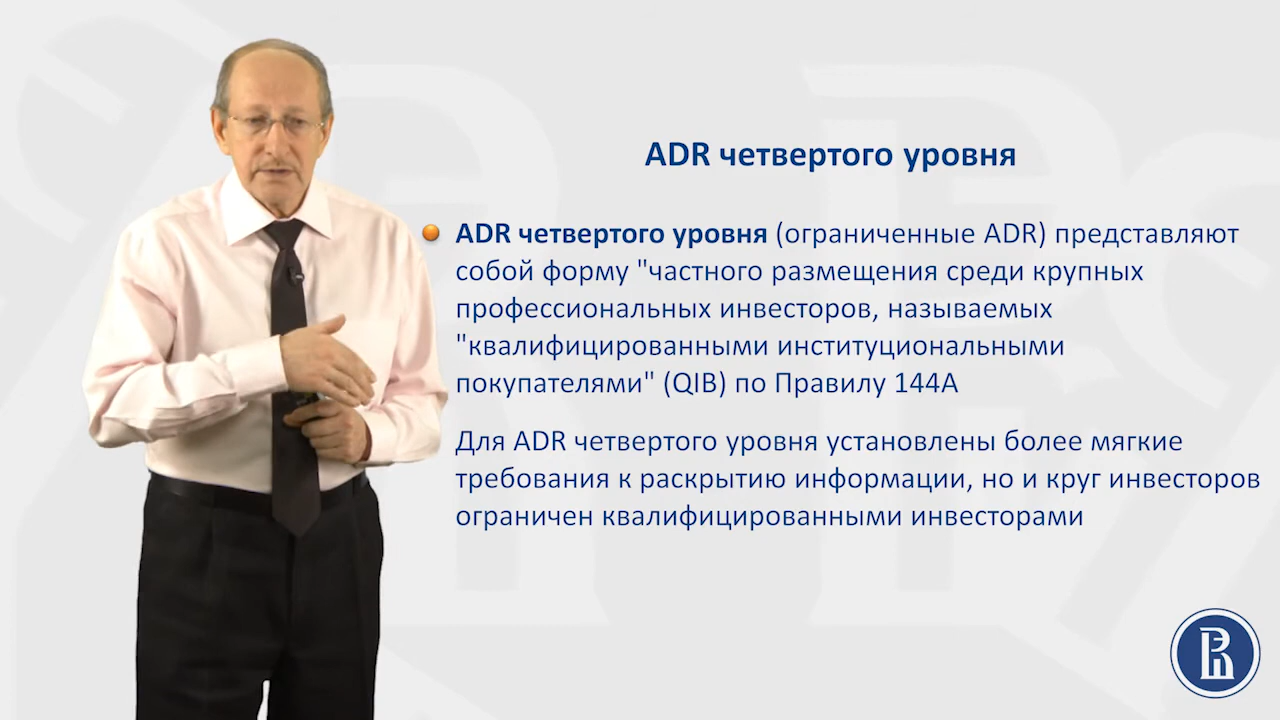 ADR четвертого уровня
ADR четвертого уровня (ограниченные ADR) представляют
собой форму "частного размещения среди крупных
профессиональных инвесторов, называемых
"квалифицированными институциональными
покупателями" (QIB) по Правилу 144А
Для ADR четвертого уровня установлены более мягкие
требования к раскрытию информации, но и круг инвесторов
ограничен квалифицированными инвесторами